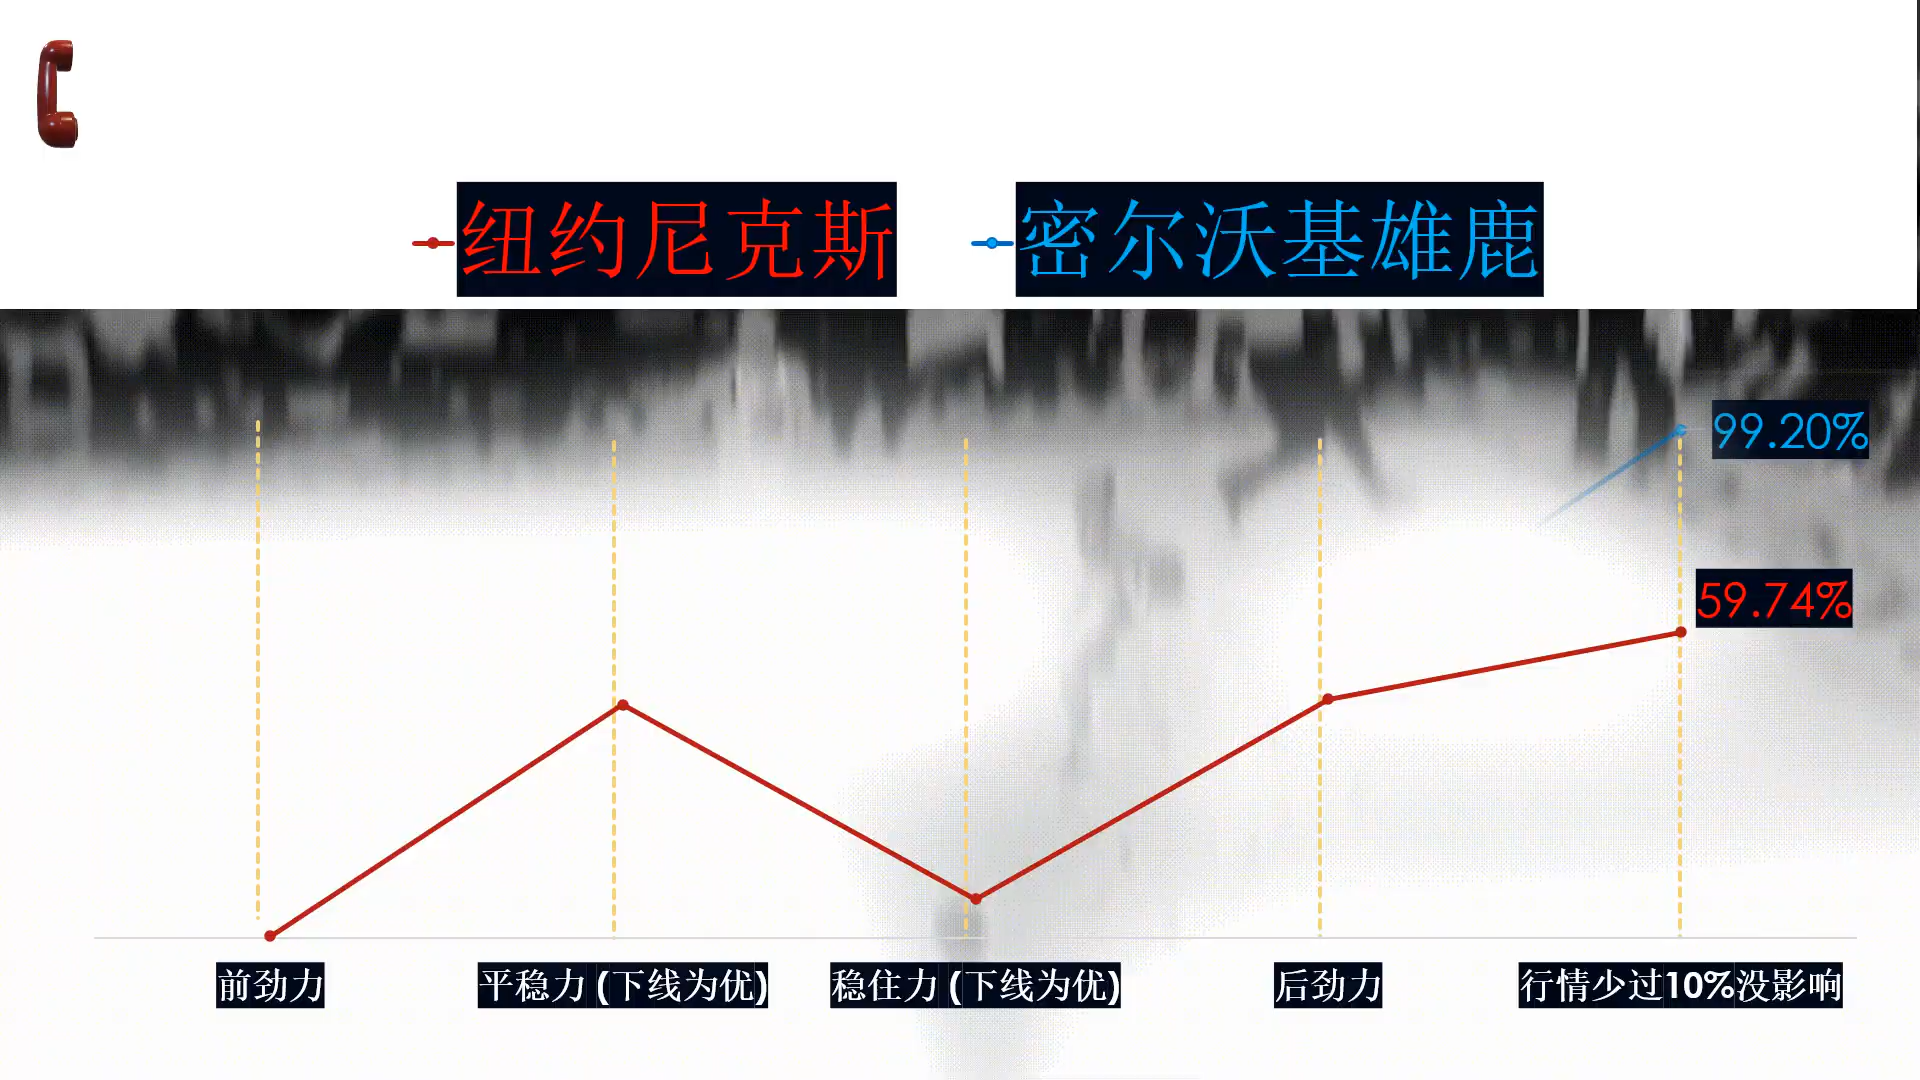 纽约尼克斯
密尔沃基雄鹿
99.20%
59.74%
前劲力
平稳力 (下线为优)
稳住力 (下线为优)
后劲力
行情少过10%没影响